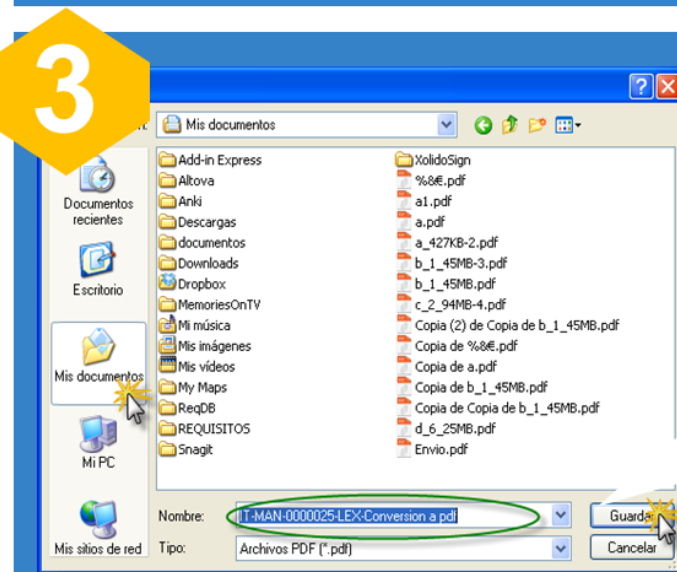 3
Mis documentos
Documentos
recientes
Escritorio
Mis documentos
Mi PC
Mis sitios de red
Add-in Express
Altova
Anki
Descargas
documentos
Downloads
Dropbox
MemoriesOnTV
Mi música
Mis imágenes
Mis vídeos
My Maps
ReqDB
REQUISITOS
Snagit
XolidoSign
%&€.pdf
a1.pdf
a.pdf
a_427KB-2.pdf
b_1_45MB-3.pdf
b_1_45MB.pdf
c_2_94MB-4.pdf
Copia (2) de Copia de b_1_45MB.pdf
Copia de %&€.pdf
Copia de a.pdf
Copia de b_1_45MB.pdf
Copia de Copia de b_1_45MB.pdf
d_6_25MB.pdf
Envio.pdf
Nombre: IT-MAN-0000025-LEX-Conversion a pdf Guardar
Tipo: Archivos PDF (*.pdf) Cancelar